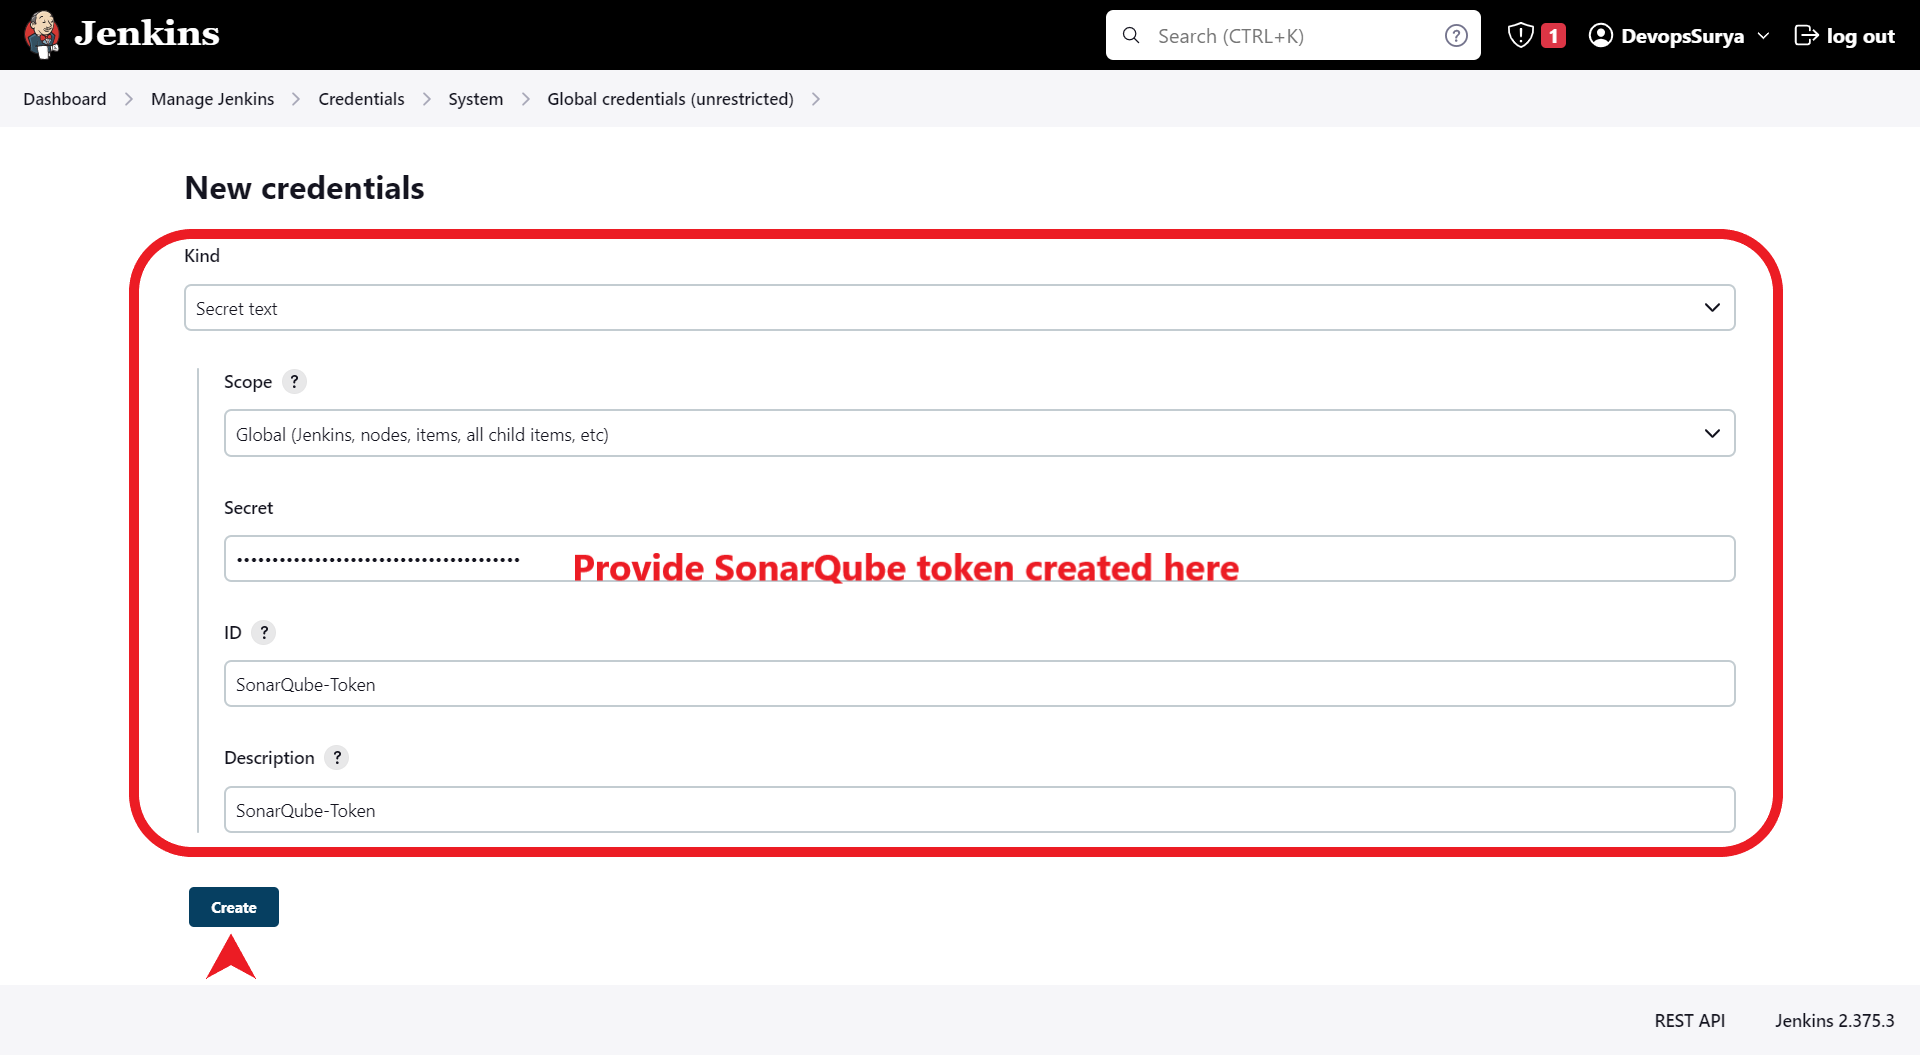 Jenkins
Search (CTRL+K) ?
! 1
DevopsSurya
log out
Dashboard > Manage Jenkins > Credentials > System > Global credentials (unrestricted) >
New credentials
Kind
Secret text
Scope ?
Global (Jenkins, nodes, items, all child items, etc)
Secret
••••••••••••••••••••••••••••••••••••••••
Provide SonarQube token created here
ID ?
SonarQube-Token
Description ?
SonarQube-Token
Create
REST API
Jenkins 2.375.3